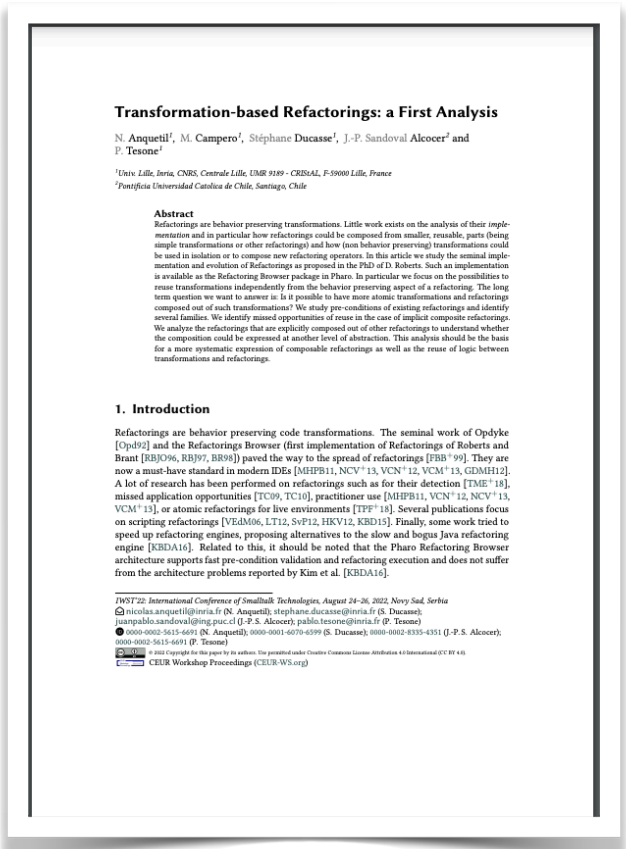 Transformation-based Refactorings: a First Analysis
N. Anquetil1, M. Campero1, Stéphane Ducasse1, J.-P. Sandoval Alcocer2 and
P. Tesone1
1Univ. Lille, Inria, CNRS, Centrale Lille, UMR 9189 - CRIStAL, F-59000 Lille, France
2Pontificia Universidad Catolica de Chile, Santiago, Chile
Abstract
Refactorings are behavior preserving transformations. Little work exists on the analysis of their imple-
mentation and in particular how refactorings could be composed from smaller, reusable, parts (being
simple transformations or other refactorings) and how (non behavior preserving) transformations could
be used in isolation or to compose new refactoring operators. In this article we study the seminal imple-
mentation and evolution of Refactorings as proposed in the PhD of D. Roberts. Such an implementation
is available as the Refactoring Browser package in Pharo. In particular we focus on the possibilities to
reuse transformations independently from the behavior preserving aspect of a refactoring. The long
term question we want to answer is: Is it possible to have more atomic transformations and refactorings
composed out of such transformations? We study pre-conditions of existing refactorings and identify
several families. We identify missed opportunities of reuse in the case of implicit composite refactorings.
We analyze the refactorings that are explicitly composed out of other refactorings to understand whether
the composition could be expressed at another level of abstraction. This analysis should be the basis
for a more systematic expression of composable refactorings as well as the reuse of logic between
transformations and refactorings.
1. Introduction
Refactorings are behavior preserving code transformations. The seminal work of Opdyke
[Opd92] and the Refactorings Browser (first implementation of Refactorings of Roberts and
Brant [RBJO96, RBJ97, BR98]) paved the way to the spread of refactorings [FBB+99]. They are
now a must-have standard in modern IDEs [MHPB11, NCV+13, VCN+12, VCM+13, GDMH12].
A lot of research has been performed on refactorings such as for their detection [TME+18],
missed application opportunities [TC09, TC10], practitioner use [MHPB11, VCN+12, NCV+13,
VCM+13], or atomic refactorings for live environments [TPF+18]. Several publications focus
on scripting refactorings [VEdM06, LT12, SvP12, HKV12, KBD15]. Finally, some work tried to
speed up refactoring engines, proposing alternatives to the slow and bogus Java refactoring
engine [KBDA16]. Related to this, it should be noted that the Pharo Refactoring Browser
architecture supports fast pre-condition validation and refactoring execution and does not suffer
from the architecture problems reported by Kim et al. [KBDA16].
IWST'22: International Conference of Smalltalk Technologies, August 24–26, 2022, Novy Sad, Serbia
nicolas.anquetil@inria.fr (N. Anquetil); stephane.ducasse@inria.fr (S. Ducasse);
juanpablo.sandoval@ing.puc.cl (J.-P. S. Alcocer); pablo.tesone@inria.fr (P. Tesone)
0000-0002-5615-6691 (N. Anquetil); 0000-0001-6070-6599 (S. Ducasse); 0000-0002-8335-4351 (J.-P. S. Alcocer);
0000-0002-5615-6691 (P. Tesone)
© 2022 Copyright for this paper by its authors. Use permitted under Creative Commons License Attribution 4.0 International (CC BY 4.0).
CEUR Workshop Proceedings (CEUR-WS.org)